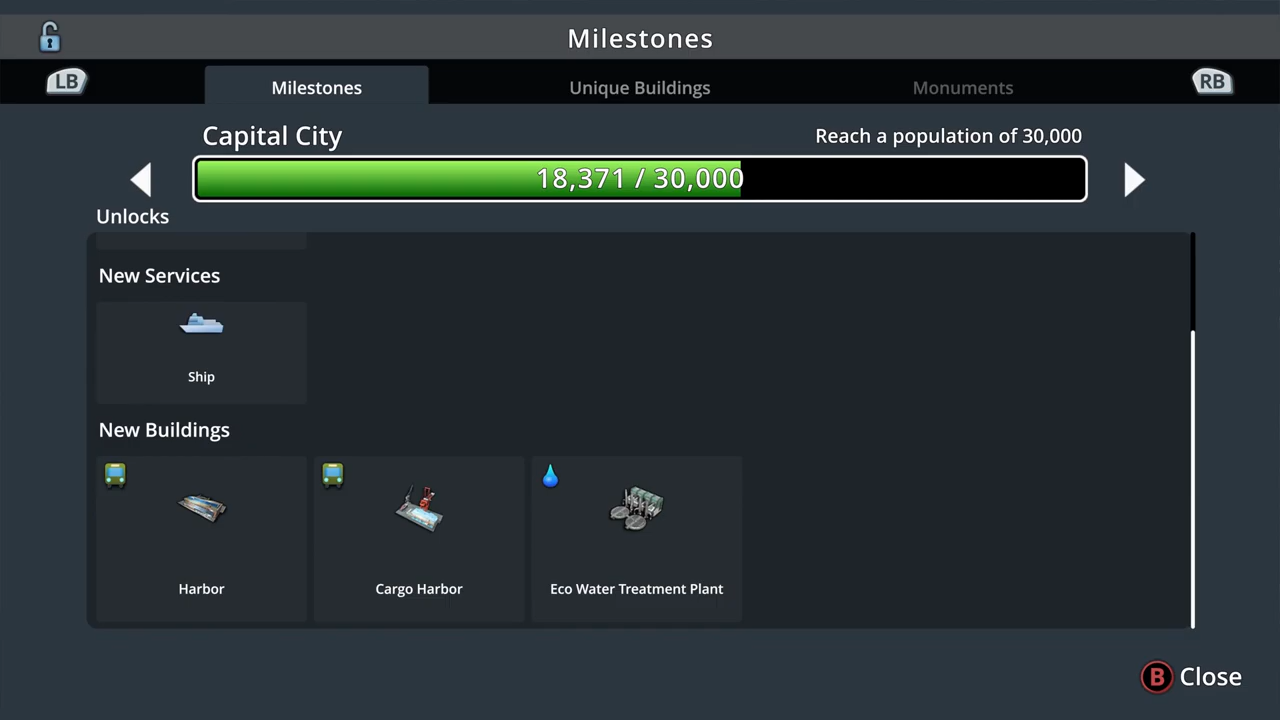 Milestones
LB
Milestones
Unique Buildings
Monuments
RB
Capital City
Reach a population of 30,000
18,371 / 30,000
Unlocks
New Services
Ship
New Buildings
Harbor
Cargo Harbor
Eco Water Treatment Plant
B Close